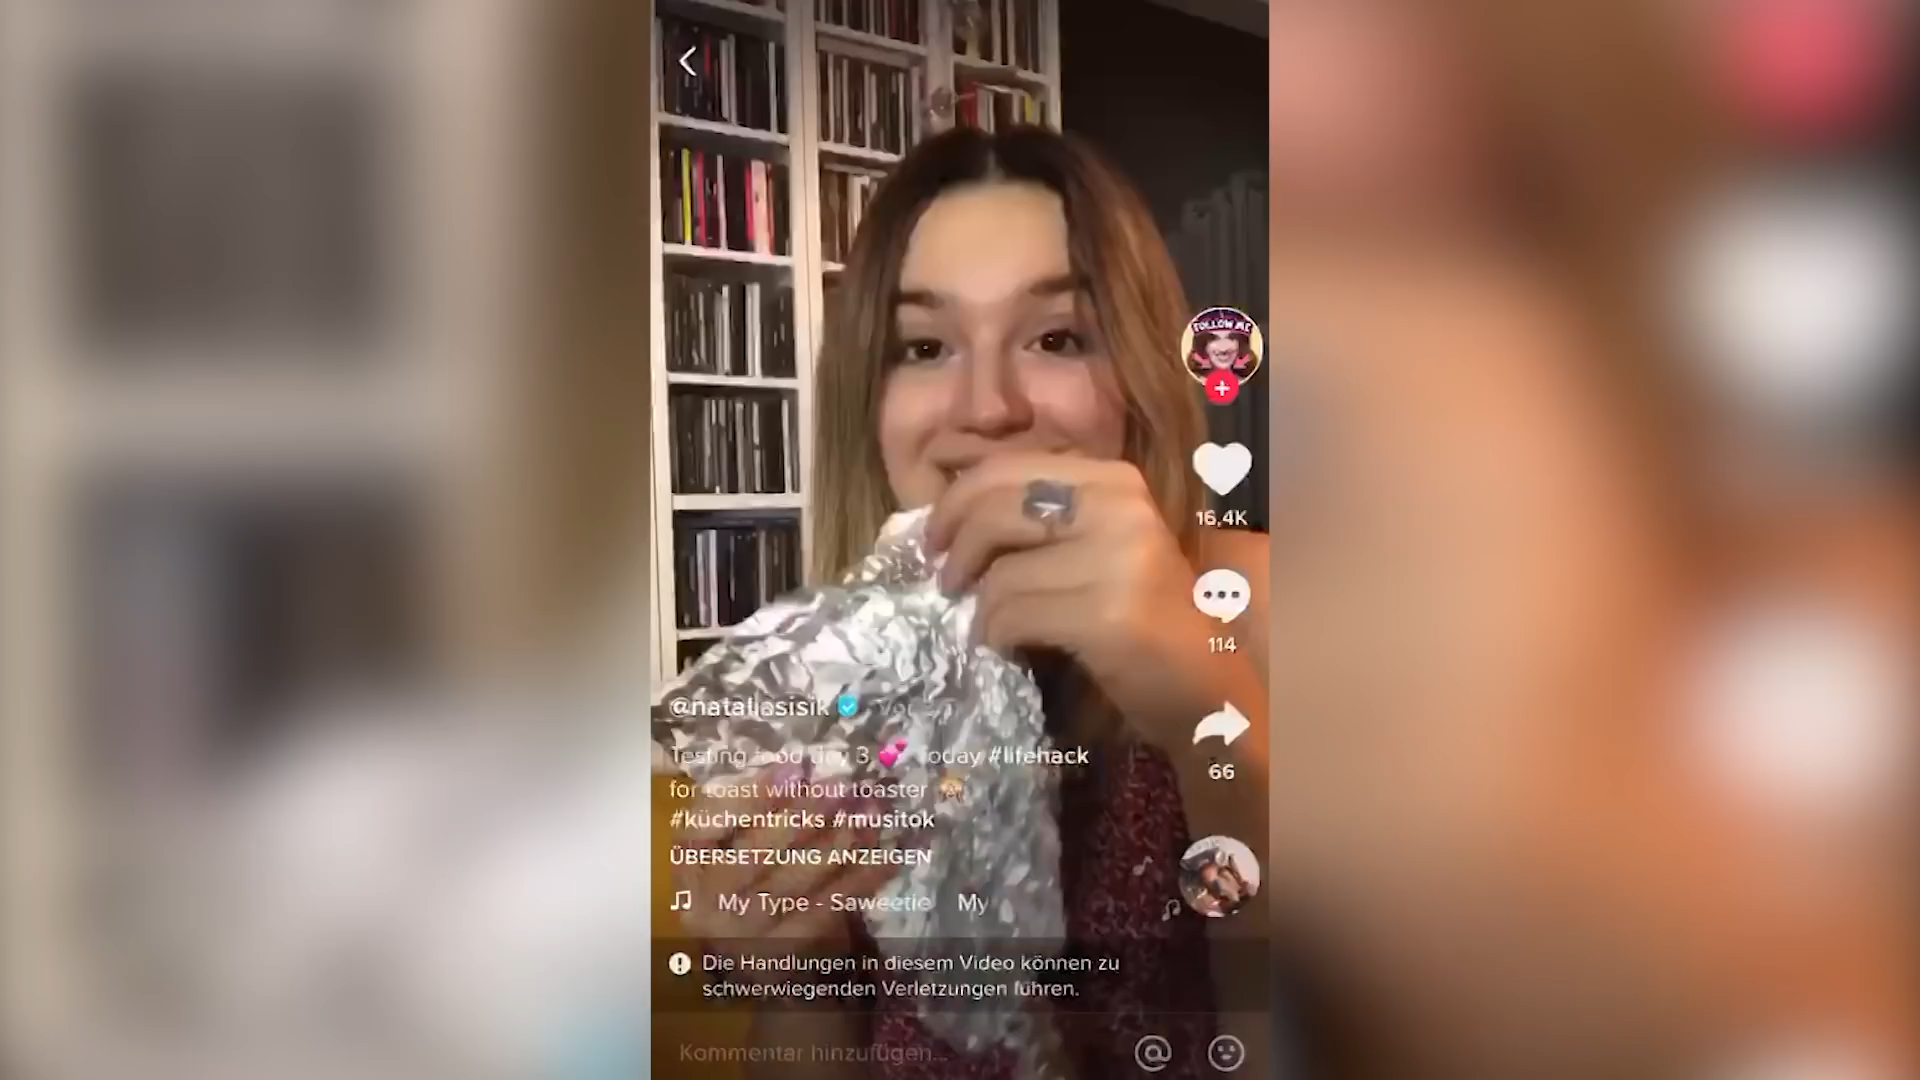 FOLLOW ME
16,4K
114
66
@nataliasisik
Testing food day 3 💕 Today #lifehack
for toast without toaster 🙈
#küchentricks #musitok
ÜBERSETZUNG ANZEIGEN
My Type - Saweetie My
Die Handlungen in diesem Video können zu
schwerwiegenden Verletzungen führen.
Kommentar hinzufügen...